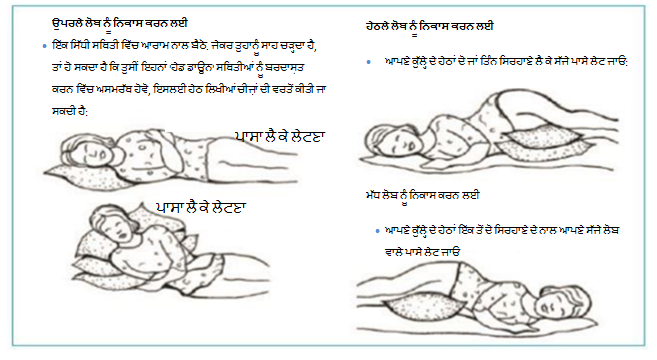 ਉਪਰਲੇ ਲੋਬ ਨੂੰ ਨਿਕਾਸ ਕਰਨ ਲਈ
• ਇੱਕ ਸਿੱਧੀ ਸਥਿਤੀ ਵਿੱਚ ਆਰਾਮ ਨਾਲ ਬੈਠੋ. ਜੇਕਰ ਤੁਹਾਨੂੰ ਸਾਹ ਚੜ੍ਹਦਾ ਹੈ,
ਤਾਂ ਹੋ ਸਕਦਾ ਹੈ ਕਿ ਤੁਸੀਂ ਇਹਨਾਂ 'ਹੇਡ ਡਾਊਨ' ਸਥਿਤੀਆਂ ਨੂੰ ਬਰਦਾਸ਼ਤ
ਕਰਨ ਵਿੱਚ ਅਸਮਰੱਥ ਹੋਵੋ, ਇਸਲਈ ਹੇਠ ਲਿਖੀਆਂ ਚੀਜ਼ਾਂ ਦੀ ਵਰਤੋਂ ਕੀਤੀ ਜਾ
ਸਕਦੀ ਹੈ:
ਪਾਸਾ ਲੈ ਕੇ ਲੇਟਣਾ
ਪਾਸਾ ਲੈ ਕੇ ਲੇਟਣਾ
ਹੇਠਲੇ ਲੋਬ ਨੂੰ ਨਿਕਾਸ ਕਰਨ ਲਈ
• ਆਪਣੇ ਕੁੱਲ੍ਹੇ ਦੇ ਹੇਠਾਂ ਦੋ ਜਾਂ ਤਿੰਨ ਸਿਰਹਾਣੇ ਲੈ ਕੇ ਸੱਜੇ ਪਾਸੇ ਲੇਟ ਜਾਓ:
ਮੱਧ ਲੋਬ ਨੂੰ ਨਿਕਾਸ ਕਰਨ ਲਈ
• ਆਪਣੇ ਕੁੱਲ੍ਹੇ ਦੇ ਹੇਠਾਂ ਇੱਕ ਤੋਂ ਦੋ ਸਿਰਹਾਣੇ ਦੇ ਨਾਲ ਆਪਣੇ ਸੱਜੇ ਲੋਬ
ਵਾਲੇ ਪਾਸੇ ਲੇਟ ਜਾਓ